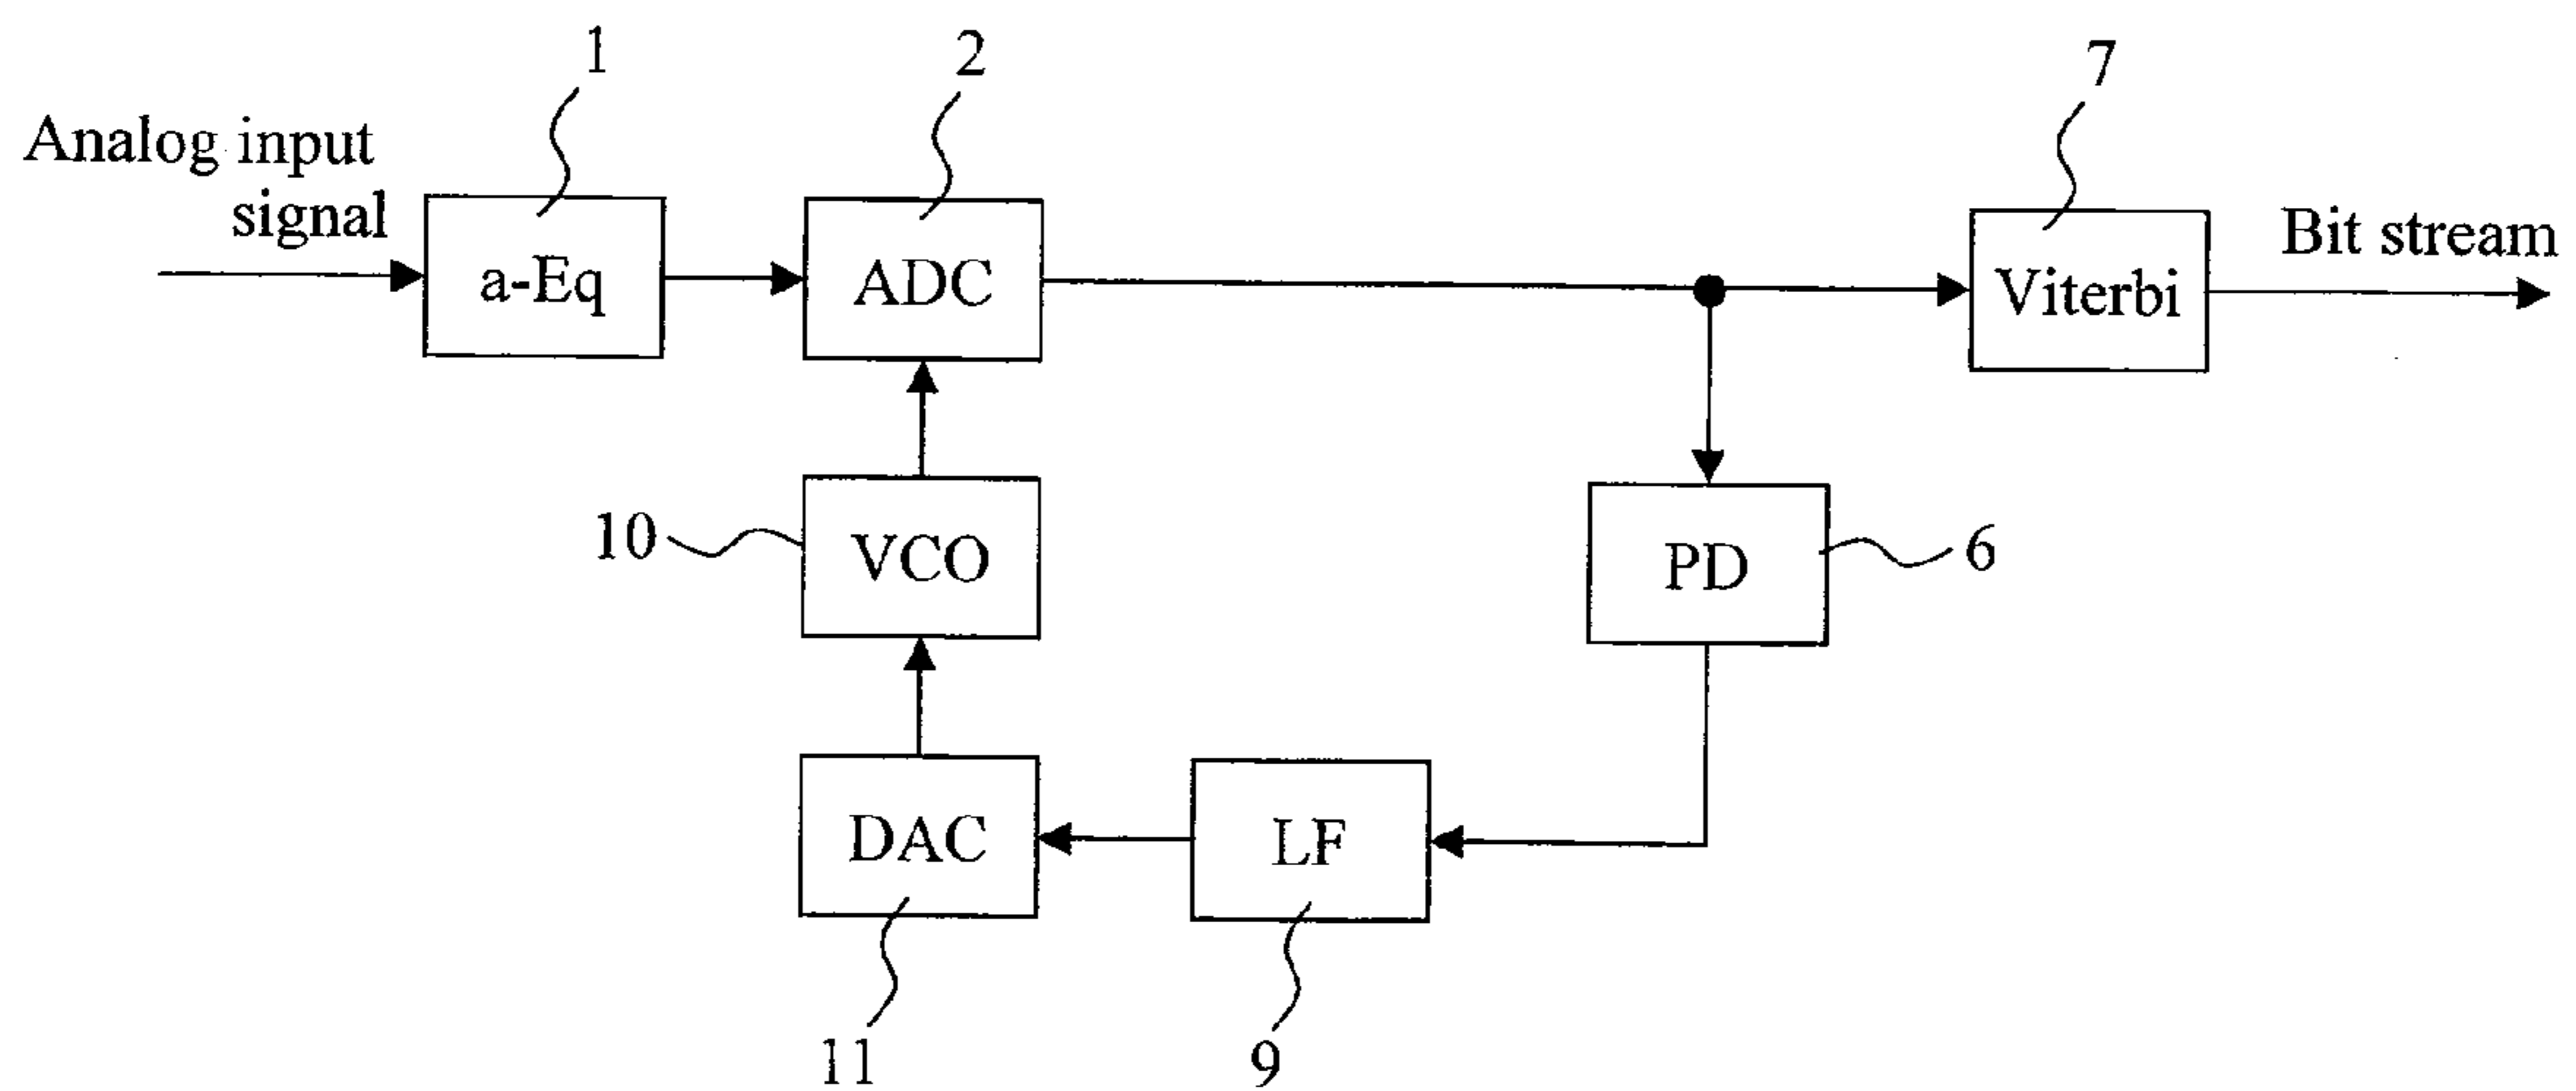 1
2
7
Analog input
signal
a-Eq
ADC
Viterbi
Bit stream
10
VCO
PD
6
DAC
LF
11
9